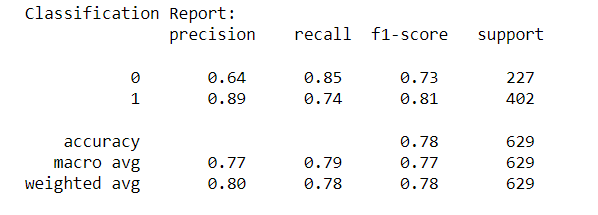 Classification Report:
precision recall f1-score support
0 0.64 0.85 0.73 227
1 0.89 0.74 0.81 402
accuracy 0.78 629
macro avg 0.77 0.79 0.77 629
weighted avg 0.80 0.78 0.78 629